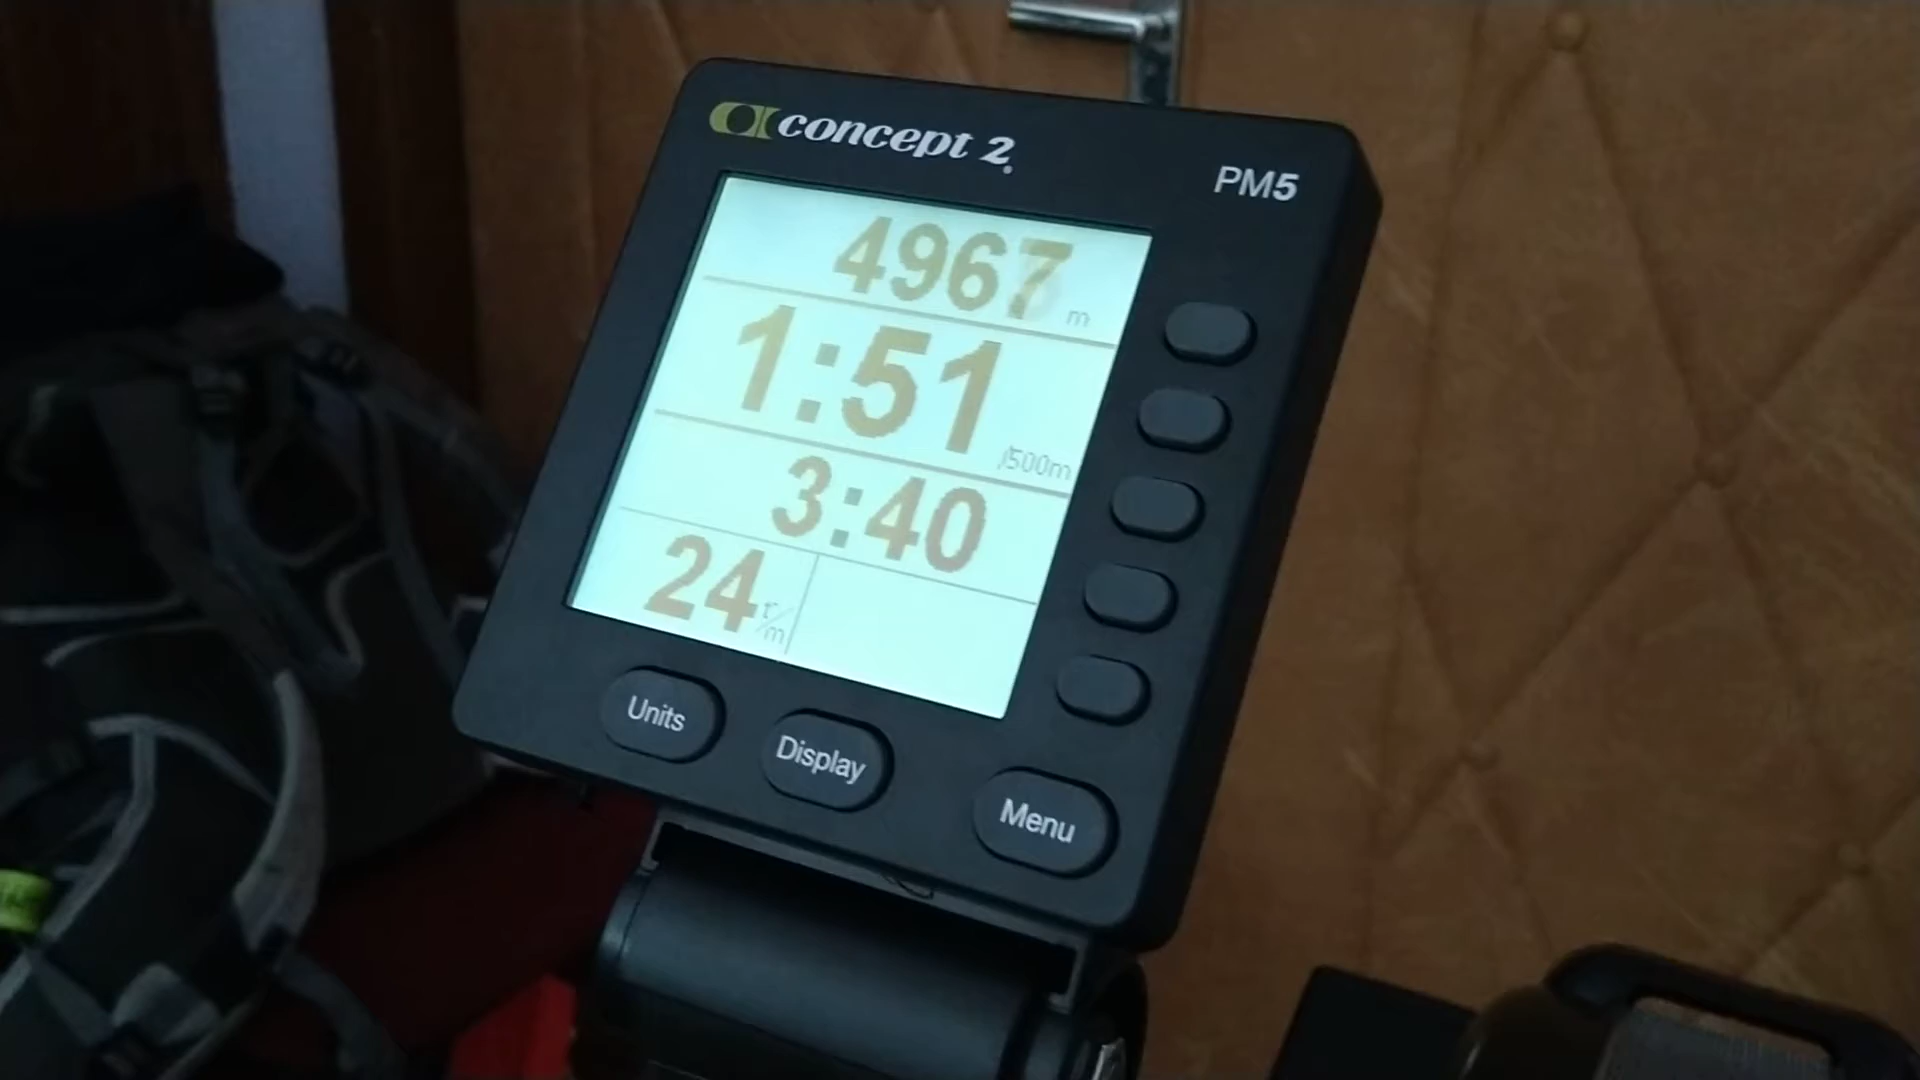 concept 2.
PM5
4967 m
1:51 /500m
3:40
24 r/m
Units
Display
Menu